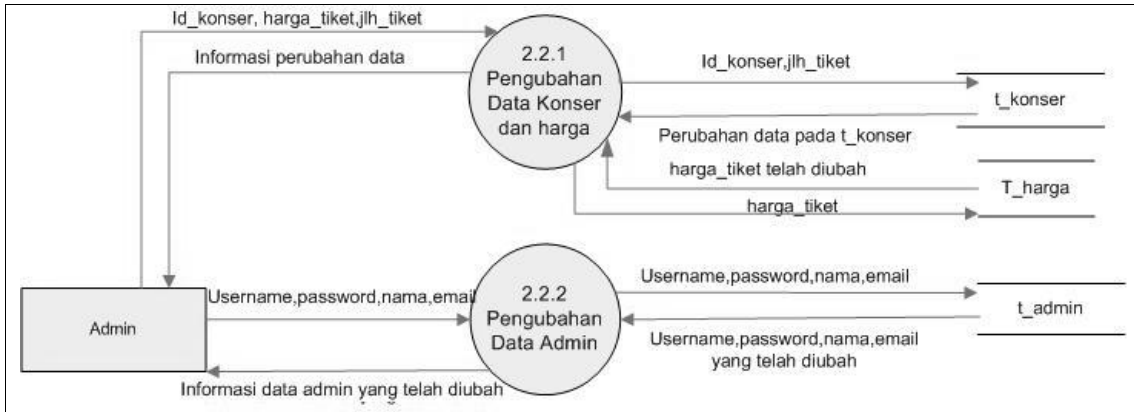 Id_konser, harga_tiket,jlh_tiket
Informasi perubahan data
2.2.1
Pengubahan
Data Konser
dan harga
Id_konser,jlh_tiket
t_konser
Perubahan data pada t_konser
harga_tiket telah diubah
T_harga
harga_tiket
Admin
Username,password,nama,email
2.2.2
Pengubahan
Data Admin
Username,password,nama,email
t_admin
Username,password,nama,email
yang telah diubah
Informasi data admin yang telah diubah